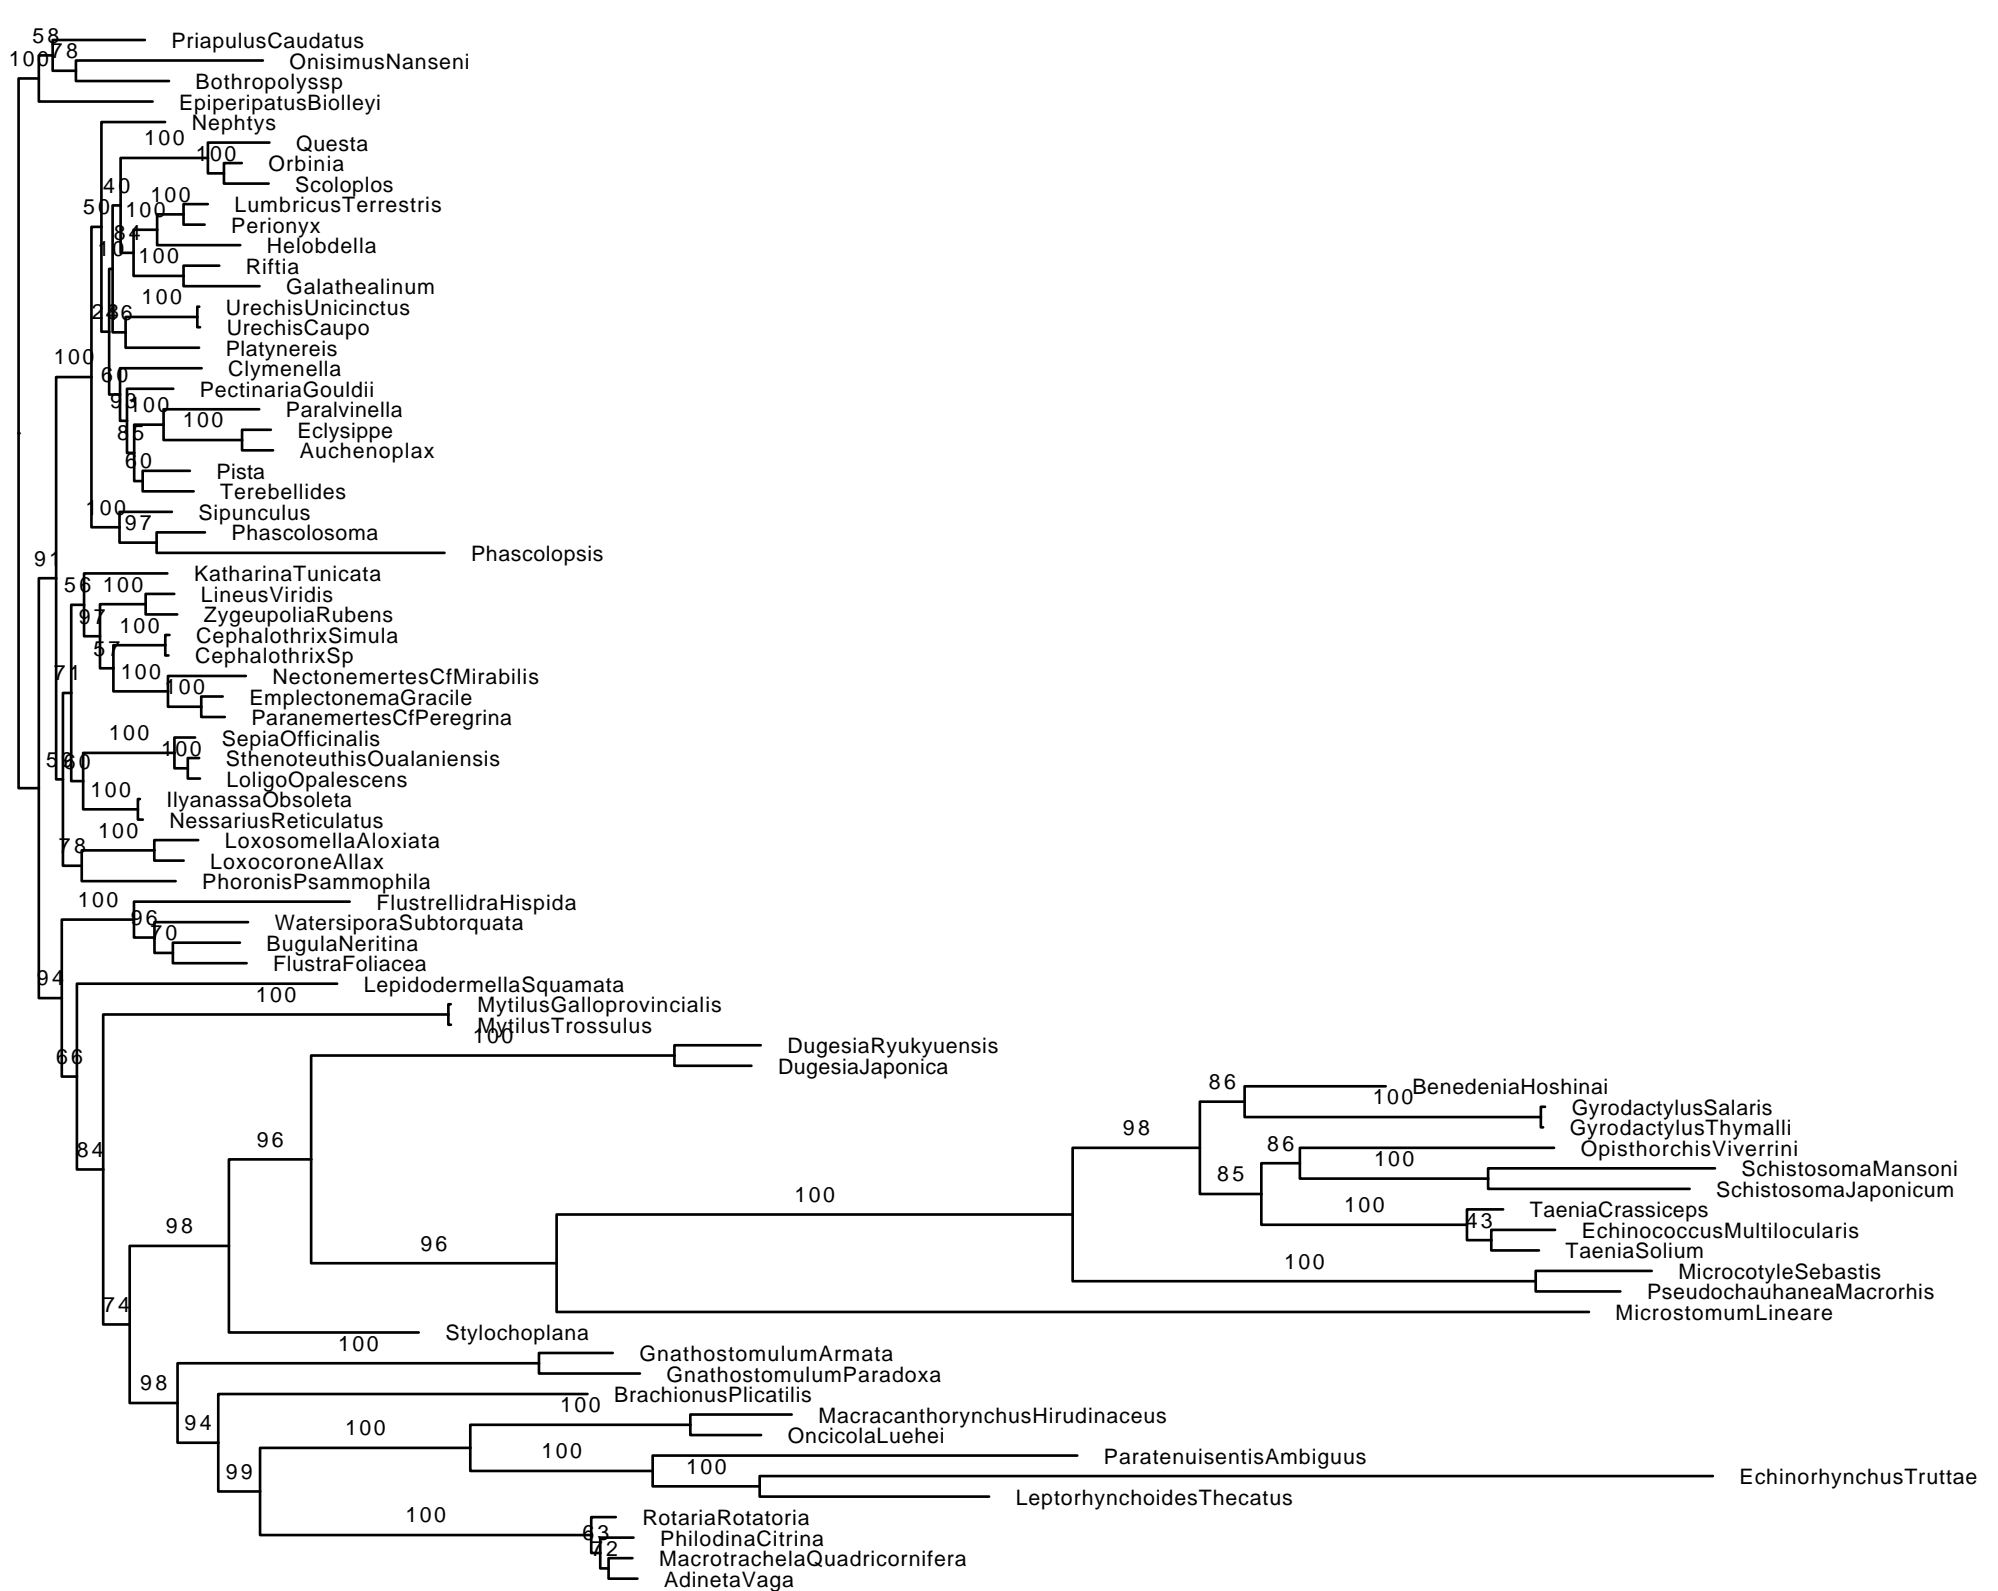 58
PriapulusCaudatus
100
78
OnisimusNanseni
Bothropolyssp
EpiperipatusBiolleyi
Nephtys
100
Questa
100
Orbinia
Scoloplos
40
100
LumbricusTerrestris
50
100
Perionyx
84
Helobdella
10
100
Riftia
Galathealinum
100
UrechisUnicinctus
86
UrechisCaupo
Platynereis
100
Clymenella
60
PectinariaGouldii
93
100
Paralvinella
100
Eclysippe
85
Auchenoplax
60
Pista
Terebellides
100
Sipunculus
97
Phascolosoma
Phascolopsis
91
KatharinaTunicata
56
100
LineusViridis
97
ZygeupoliaRubens
100
CephalothrixSimula
57
CephalothrixSp
71
100
NectonemertesCfMirabilis
100
EmplectonemaGracile
ParanemertesCfPeregrina
100
SepiaOfficinalis
100
SthenoteuthisOualaniensis
60
LoligoOpalescens
100
IlyanassaObsoleta
NessariusReticulatus
100
LoxosomellaAloxiata
78
LoxocoroneAllax
PhoronisPsammophila
100
FlustrellidraHispida
96
WatersiporaSubtorquata
70
BugulaNeritina
FlustraFoliacea
94
LepidodermellaSquamata
100
MytilusGalloprovincialis
MytilusTrossulus
100
66
DugesiaRyukyuensis
DugesiaJaponica
86
BenedeniaHoshinai
100
GyrodactylusSalaris
98
GyrodactylusThymalli
84
96
86
OpisthorchisViverrini
100
SchistosomaMansoni
85
SchistosomaJaponicum
100
100
TaeniaCrassiceps
98
43
EchinococcusMultilocularis
96
TaeniaSolium
100
MicrocotyleSebastis
PseudochauhaneaMacrorhis
74
MicrostomumLineare
Stylochoplana
100
GnathostomulumArmata
98
GnathostomulumParadoxa
BrachionusPlicatilis
100
94
100
MacracanthorynchusHirudinaceus
OncicolaLuehei
100
ParatenuisentisAmbiguus
99
100
EchinorhynchusTruttae
LeptorhynchoidesThecatus
100
RotariaRotatoria
63
PhilodinaCitrina
72
MacrotrachelaQuadricornifera
AdinetaVaga